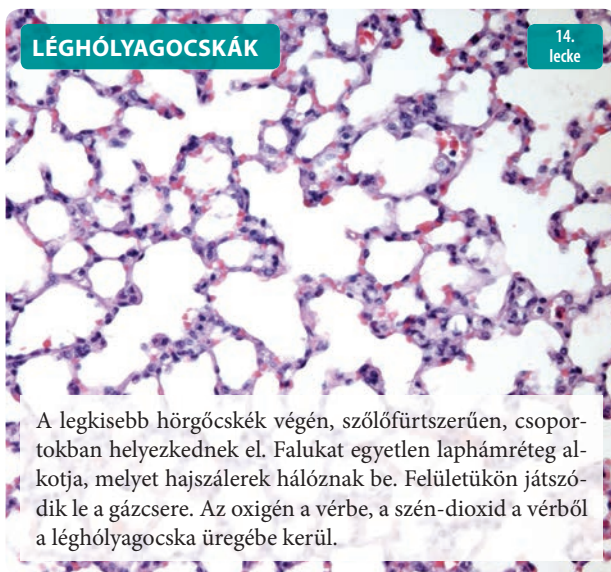 LÉGHÓLYAGOCSKÁK
14.
lecke
A legkisebb hörgőcskék végén, szőlőfürtszerűen, csopor-
tokban helyezkednek el. Falukat egyetlen laphámréteg al-
kotja, melyet hajszálerek hálóznak be. Felületükön játszó-
dik le a gázcsere. Az oxigén a vérbe, a szén-dioxid a vérből
a léghólyagocska üregébe kerül.